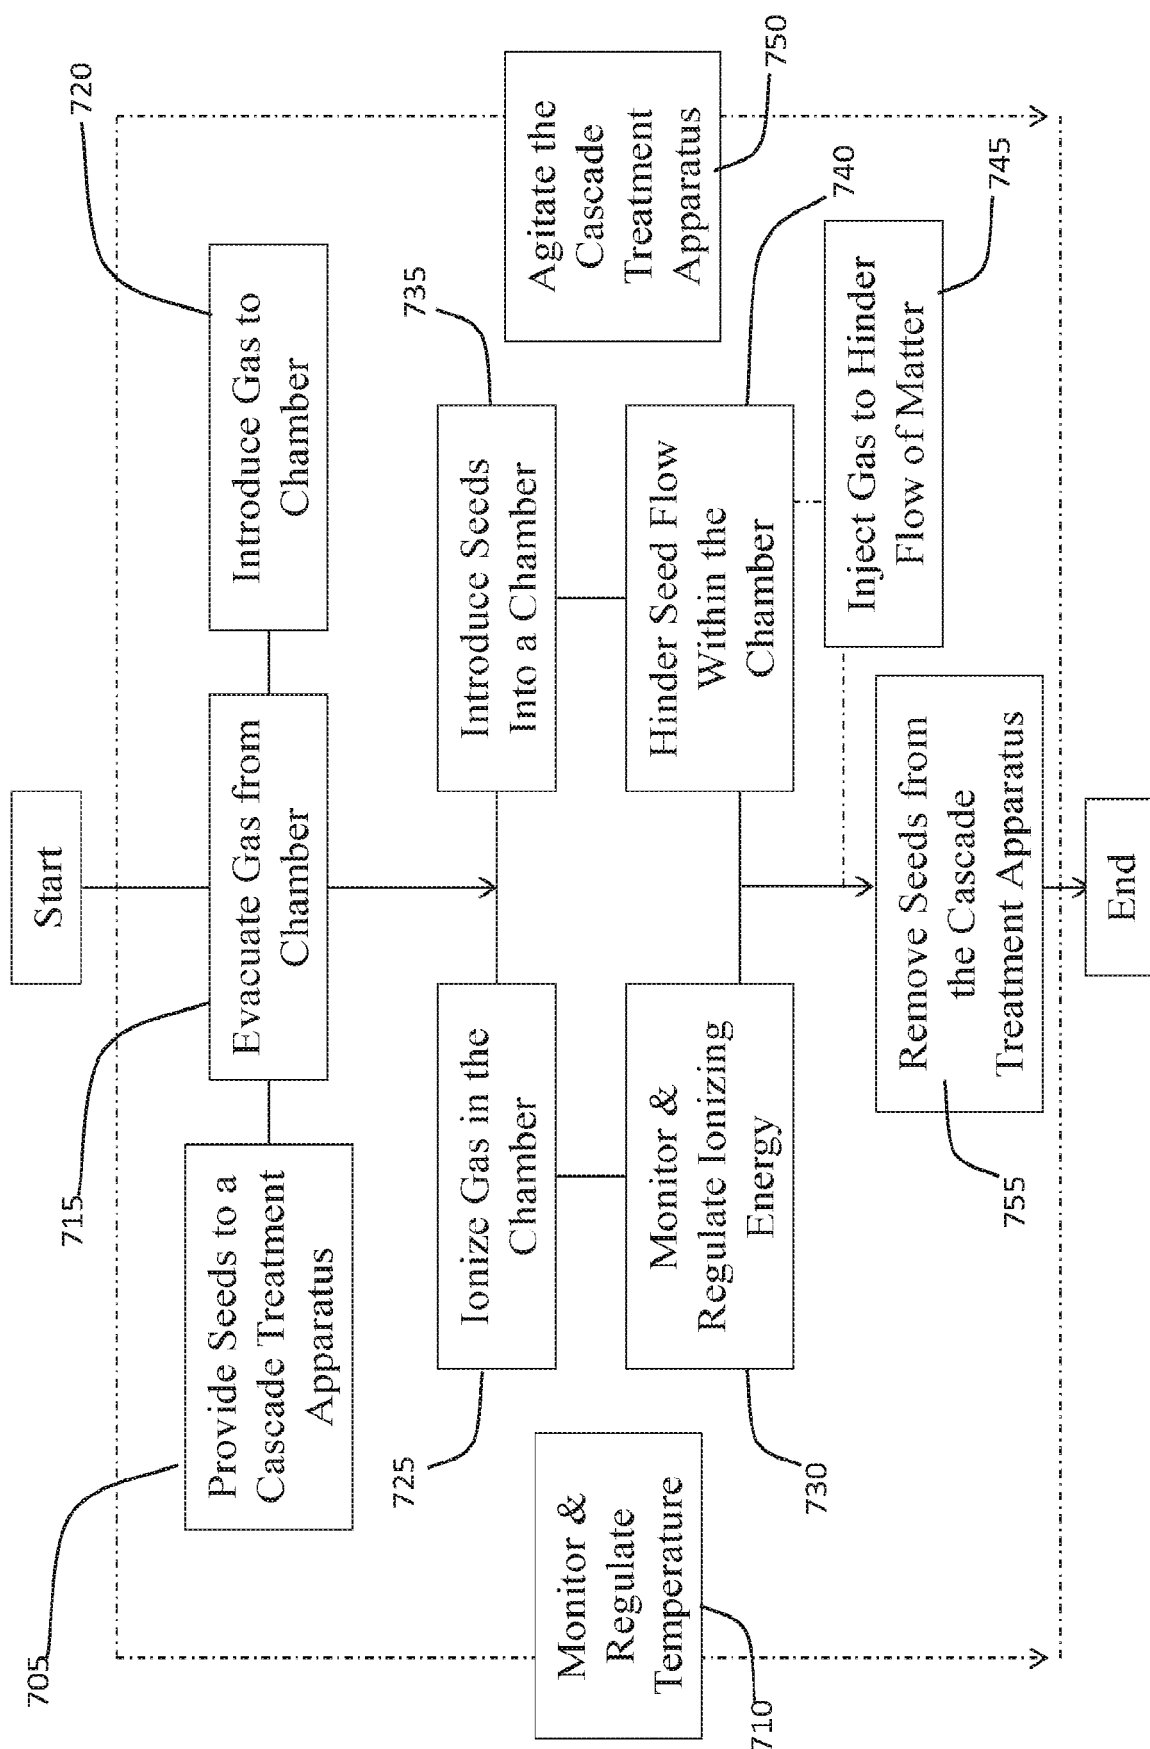 Start
705
Provide Seeds to a
Cascade Treatment
Apparatus
715
Evacuate Gas from
Chamber
720
Introduce Gas to
Chamber
725
Ionize Gas in the
Chamber
735
Introduce Seeds
Into a Chamber
710
Monitor &
Regulate
Temperature
730
Monitor &
Regulate Ionizing
Energy
740
Hinder Seed Flow
Within the
Chamber
750
Agitate the
Cascade
Treatment
Apparatus
745
Inject Gas to Hinder
Flow of Matter
755
Remove Seeds from
the Cascade
Treatment Apparatus
End